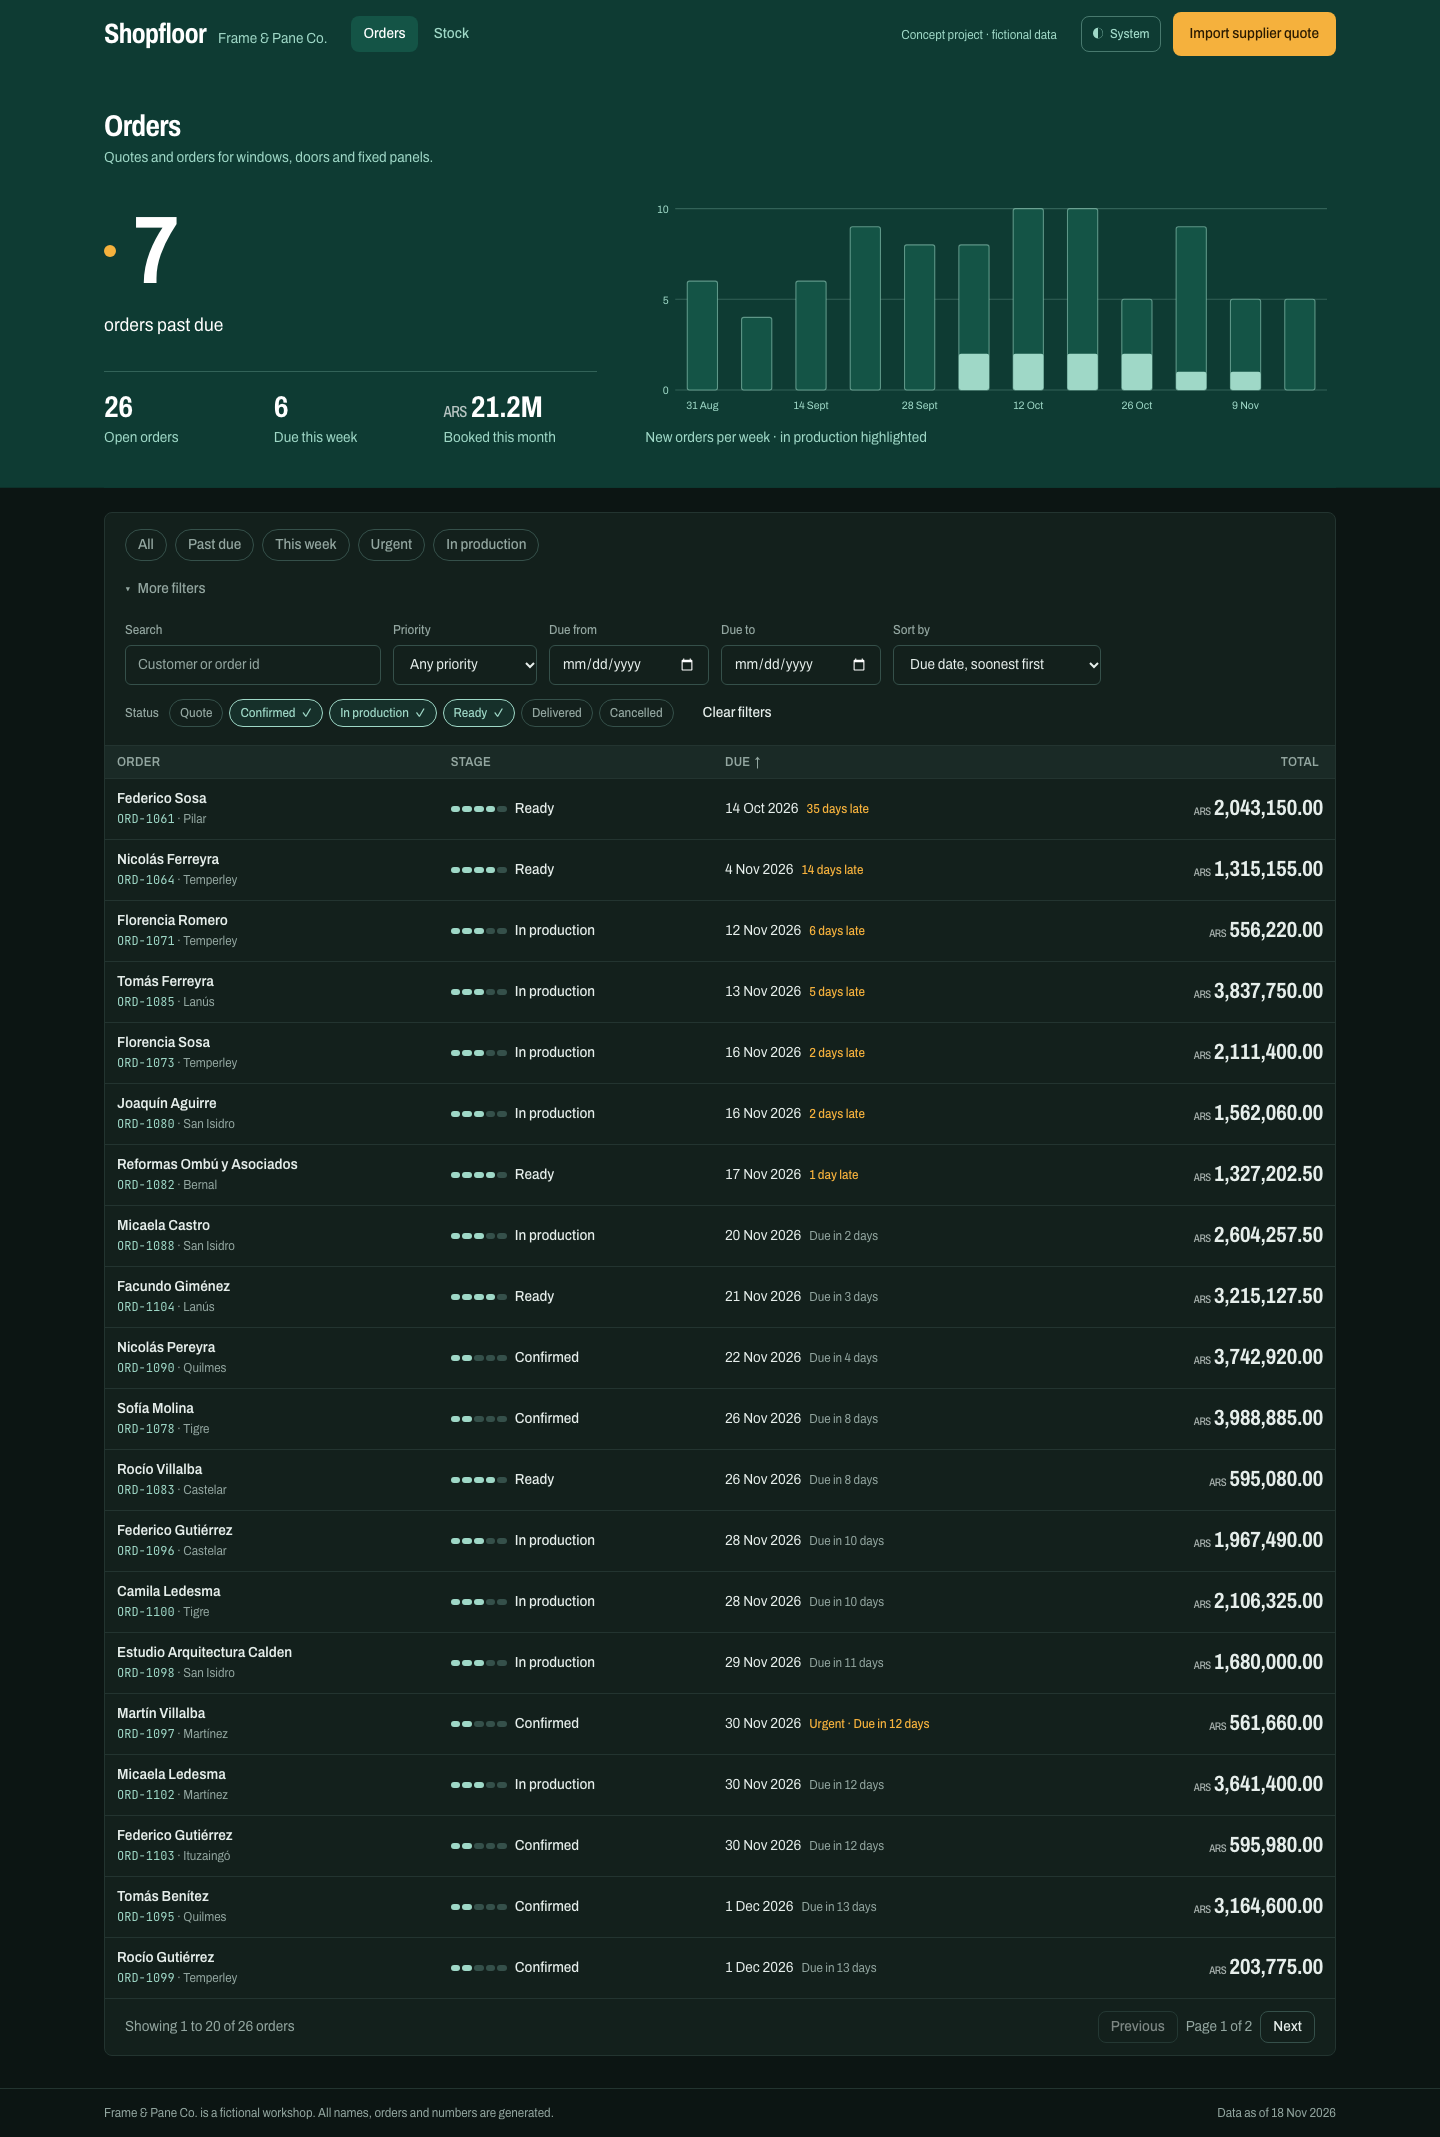 Shopfloor Frame & Pane Co. Orders Stock Concept project · fictional data System Import supplier quote
Orders
Quotes and orders for windows, doors and fixed panels.
7
orders past due
26 6 ARS 21.2M
Open orders Due this week Booked this month
10
5
0
31 Aug 14 Sept 28 Sept 12 Oct 26 Oct 9 Nov
New orders per week · in production highlighted
All Past due This week Urgent In production
▾ More filters
Search Priority Due from Due to Sort by
Customer or order id Any priority mm/dd/yyyy mm/dd/yyyy Due date, soonest first
Status Quote Confirmed ✓ In production ✓ Ready ✓ Delivered Cancelled Clear filters
ORDER STAGE DUE ↑ TOTAL
Federico Sosa
ORD-1061 · Pilar Ready 14 Oct 2026 35 days late ARS 2,043,150.00
Nicolás Ferreyra
ORD-1064 · Temperley Ready 4 Nov 2026 14 days late ARS 1,315,155.00
Florencia Romero
ORD-1071 · Temperley In production 12 Nov 2026 6 days late ARS 556,220.00
Tomás Ferreyra
ORD-1085 · Lanús In production 13 Nov 2026 5 days late ARS 3,837,750.00
Florencia Sosa
ORD-1073 · Temperley In production 16 Nov 2026 2 days late ARS 2,111,400.00
Joaquín Aguirre
ORD-1080 · San Isidro In production 16 Nov 2026 2 days late ARS 1,562,060.00
Reformas Ombú y Asociados
ORD-1082 · Bernal Ready 17 Nov 2026 1 day late ARS 1,327,202.50
Micaela Castro
ORD-1088 · San Isidro In production 20 Nov 2026 Due in 2 days ARS 2,604,257.50
Facundo Giménez
ORD-1104 · Lanús Ready 21 Nov 2026 Due in 3 days ARS 3,215,127.50
Nicolás Pereyra
ORD-1090 · Quilmes Confirmed 22 Nov 2026 Due in 4 days ARS 3,742,920.00
Sofía Molina
ORD-1078 · Tigre Confirmed 26 Nov 2026 Due in 8 days ARS 3,988,885.00
Rocío Villalba
ORD-1083 · Castelar Ready 26 Nov 2026 Due in 8 days ARS 595,080.00
Federico Gutiérrez
ORD-1096 · Castelar In production 28 Nov 2026 Due in 10 days ARS 1,967,490.00
Camila Ledesma
ORD-1100 · Tigre In production 28 Nov 2026 Due in 10 days ARS 2,106,325.00
Estudio Arquitectura Calden
ORD-1098 · San Isidro In production 29 Nov 2026 Due in 11 days ARS 1,680,000.00
Martín Villalba
ORD-1097 · Martínez Confirmed 30 Nov 2026 Urgent · Due in 12 days ARS 561,660.00
Micaela Ledesma
ORD-1102 · Martínez In production 30 Nov 2026 Due in 12 days ARS 3,641,400.00
Federico Gutiérrez
ORD-1103 · Ituzaingó Confirmed 30 Nov 2026 Due in 12 days ARS 595,980.00
Tomás Benítez
ORD-1095 · Quilmes Confirmed 1 Dec 2026 Due in 13 days ARS 3,164,600.00
Rocío Gutiérrez
ORD-1099 · Temperley Confirmed 1 Dec 2026 Due in 13 days ARS 203,775.00
Showing 1 to 20 of 26 orders Previous Page 1 of 2 Next
Frame & Pane Co. is a fictional workshop. All names, orders and numbers are generated. Data as of 18 Nov 2026